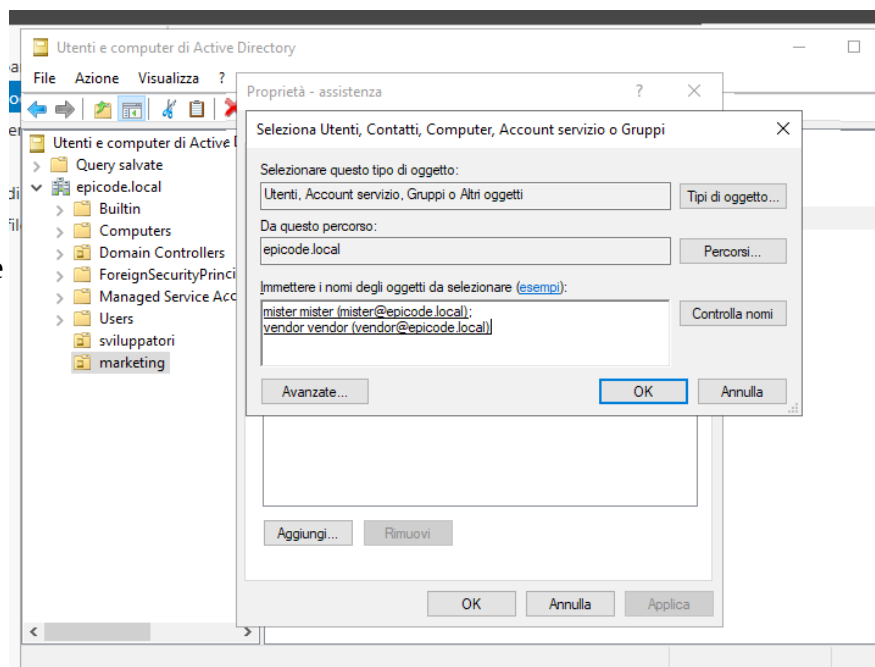 Utenti e computer di Active Directory
File Azione Visualizza ?
Utenti e computer di Active
Query salvate
epicode.local
Builtin
Computers
Domain Controllers
ForeignSecurityPrinci
Managed Service Acc
Users
sviluppatori
marketing
Proprietà - assistenza
?
Seleziona Utenti, Contatti, Computer, Account servizio o Gruppi
Selezionare questo tipo di oggetto:
Utenti, Account servizio, Gruppi o Altri oggetti
Tipi di oggetto...
Da questo percorso:
epicode.local
Percorsi...
Immettere i nomi degli oggetti da selezionare (esempi):
mister mister (mister@epicode.local);
vendor vendor (vendor@epicode.local)
Controlla nomi
Avanzate...
OK
Annulla
Aggiungi...
Rimuovi
OK
Annulla
Applica